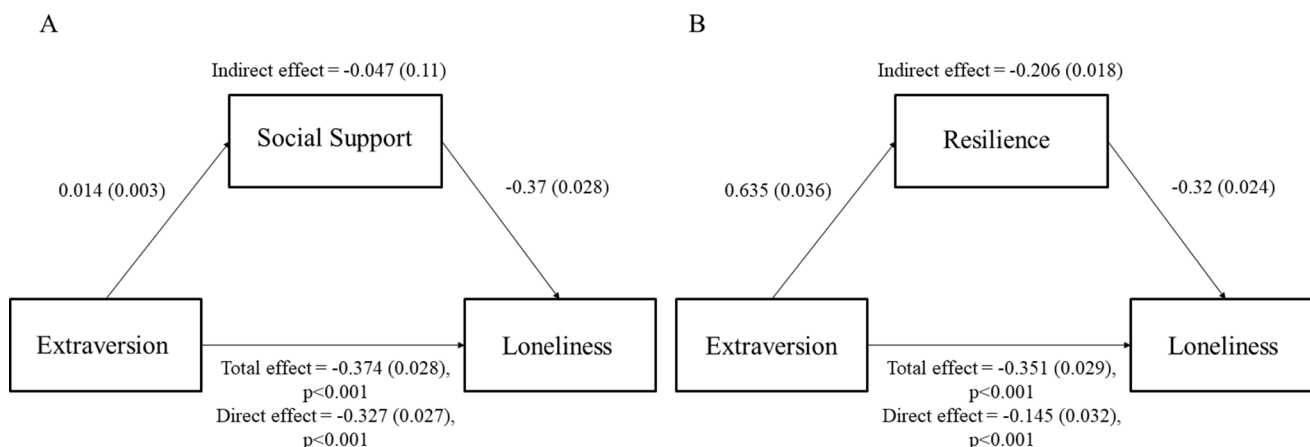 A
Indirect effect = -0.047 (0.11)
Social Support
0.014 (0.003)
-0.37 (0.028)
Extraversion
Loneliness
Total effect = -0.374 (0.028),
p<0.001
Direct effect = -0.327 (0.027),
p<0.001
B
Indirect effect = -0.206 (0.018)
Resilience
0.635 (0.036)
-0.32 (0.024)
Extraversion
Loneliness
Total effect = -0.351 (0.029),
p<0.001
Direct effect = -0.145 (0.032),
p<0.001